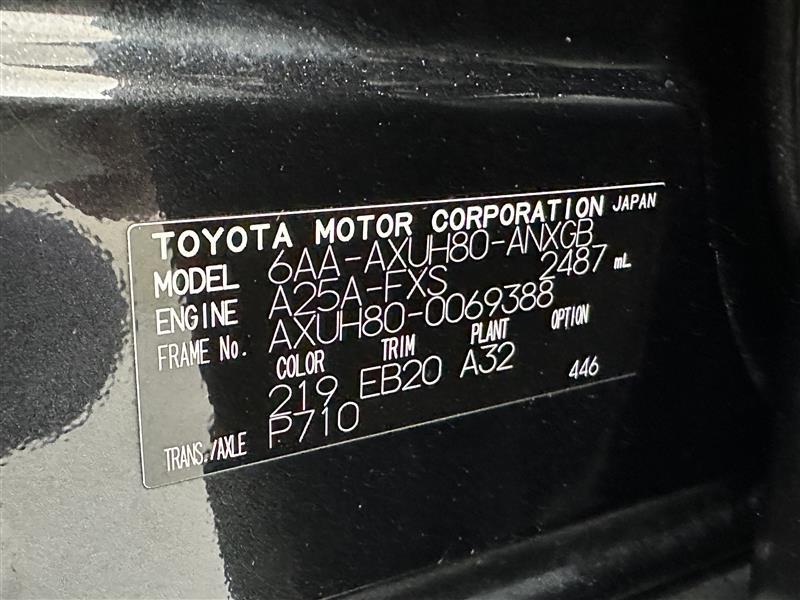 TOYOTA MOTOR CORPORATION JAPAN
MODEL 6AA-AXUH80-ANXGB
ENGINE A25A-FXS 2487 mL
FRAME No. AXUH80-0069388
COLOR TRIM PLANT OPTION
219 EB20 A32 446
TRANS./AXLE P710